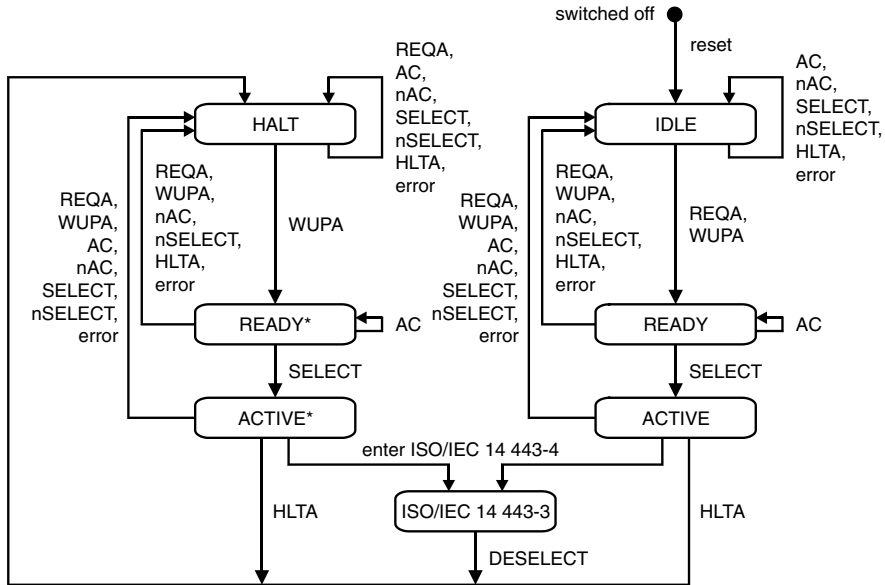 switched off
reset
REQA,
AC,
nAC,
SELECT,
nSELECT,
HLTA,
error
AC,
nAC,
SELECT,
nSELECT,
HLTA,
error
HALT
IDLE
REQA,
WUPA,
AC,
nAC,
SELECT,
nSELECT,
error
REQA,
WUPA,
nAC,
nSELECT,
HLTA,
error
WUPA
REQA,
WUPA,
AC,
nAC,
SELECT,
nSELECT,
error
REQA,
WUPA,
nAC,
nSELECT,
HLTA,
error
REQA,
WUPA
READY*
AC
READY
AC
SELECT
SELECT
ACTIVE*
ACTIVE
enter ISO/IEC 14 443-4
HLTA
ISO/IEC 14 443-3
HLTA
DESELECT